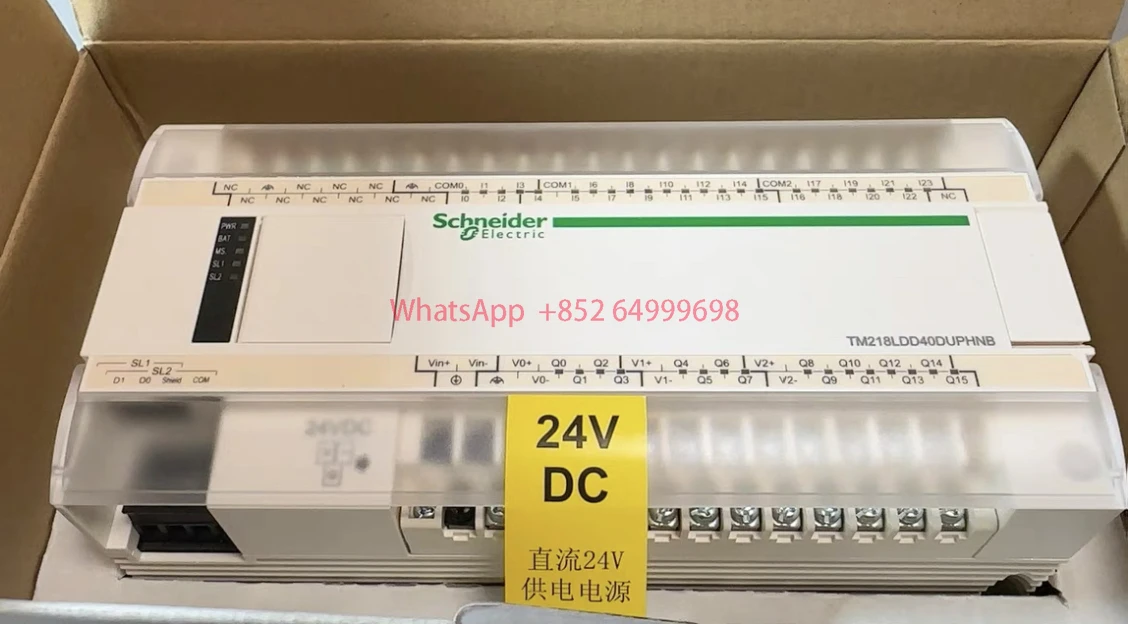 NC NC NC NC COM0 I1 I3 COM1 I6 I8 I10 I12 I14 COM2 I17 I19 I21 I23
NC NC NC NC NC I0 I2 I4 I5 I7 I9 I11 I13 I15 I16 I18 I20 I22 NC
Schneider
Electric
PWR
BAT
MS
SL1
SL2
WhatsApp +852 64999698
TM218LDD40DUPHNB
SL1
SL2
D1 D0 Shield COM
Vin+ Vin- V0+ Q0 Q2 V1+ Q4 Q6 V2+ Q8 Q10 Q12 Q14
V0- Q1 Q3 V1- Q5 Q7 V2- Q9 Q11 Q13 Q15
24VDC
24V
DC
直流24V
供电电源